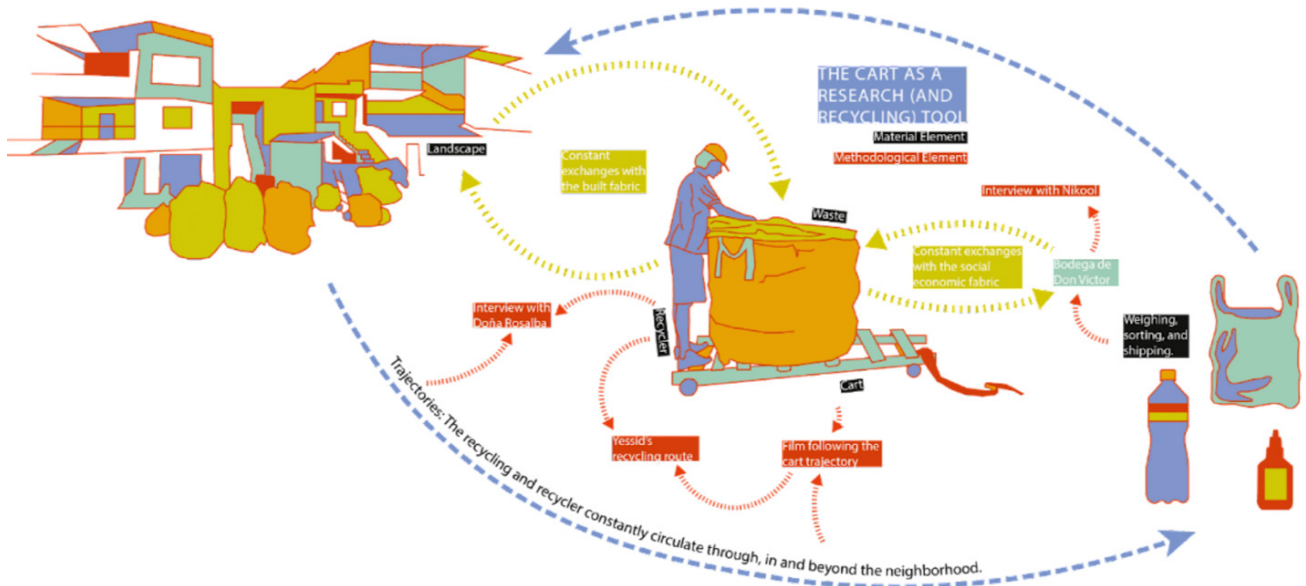 THE CART AS A
RESEARCH (AND
RECYCLING) TOOL
Material Element
Methodological Element
Landscape
Constant
exchanges with
the built fabric
Waste
Interview with Nikool
Constant exchanges
with the social
economic fabric
Bodega de
Don Victor
Weighing,
sorting, and
shipping.
Interview with
Doña Rosalba
Recycler
Cart
Yessid's
recycling route
Film following the
cart trajectory
Trajectories: The recycling and recycler constantly circulate through, in and beyond the neighborhood.